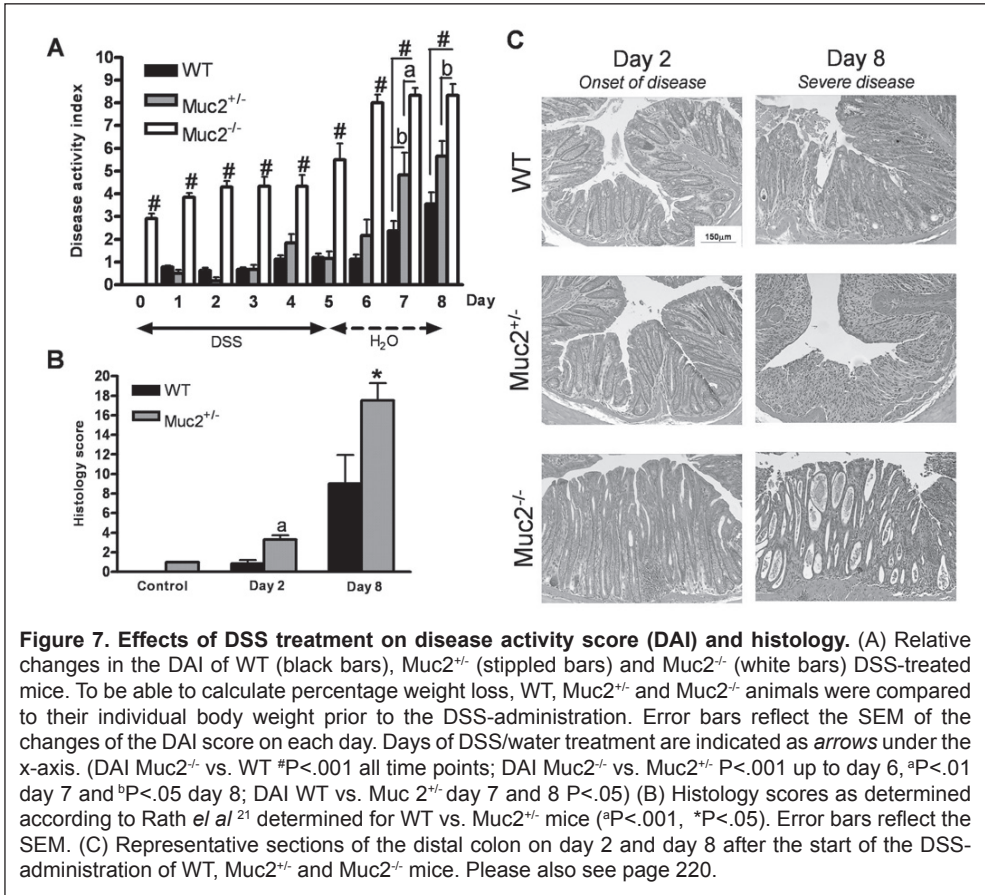 A
Disease activity index
10
9
8
7
6
5
4
3
2
1
0
WT
Muc2+/-
Muc2-/-
# # # # # # # # #
a
b
b
0 1 2 3 4 5 6 7 8 Day
DSS
H2O
B
Histology score
20
18
16
14
12
10
8
6
4
2
0
WT
Muc2+/-
a
*
Control Day 2 Day 8
C
Day 2 Day 8
Onset of disease Severe disease
WT
150µm
Muc2+/-
Muc2-/-
Figure 7. Effects of DSS treatment on disease activity score (DAI) and histology. (A) Relative
changes in the DAI of WT (black bars), Muc2+/- (stippled bars) and Muc2-/- (white bars) DSS-treated
mice. To be able to calculate percentage weight loss, WT, Muc2+/- and Muc2-/- animals were compared
to their individual body weight prior to the DSS-administration. Error bars reflect the SEM of the
changes of the DAI score on each day. Days of DSS/water treatment are indicated as arrows under the
x-axis. (DAI Muc2-/- vs. WT #P<.001 all time points; DAI Muc2-/- vs. Muc2+/- P<.001 up to day 6, aP<.01
day 7 and bP<.05 day 8; DAI WT vs. Muc 2+/- day 7 and 8 P<.05) (B) Histology scores as determined
according to Rath et al 21 determined for WT vs. Muc2+/- mice (aP<.001, *P<.05). Error bars reflect the
SEM. (C) Representative sections of the distal colon on day 2 and day 8 after the start of the DSS-
administration of WT, Muc2+/- and Muc2-/- mice. Please also see page 220.